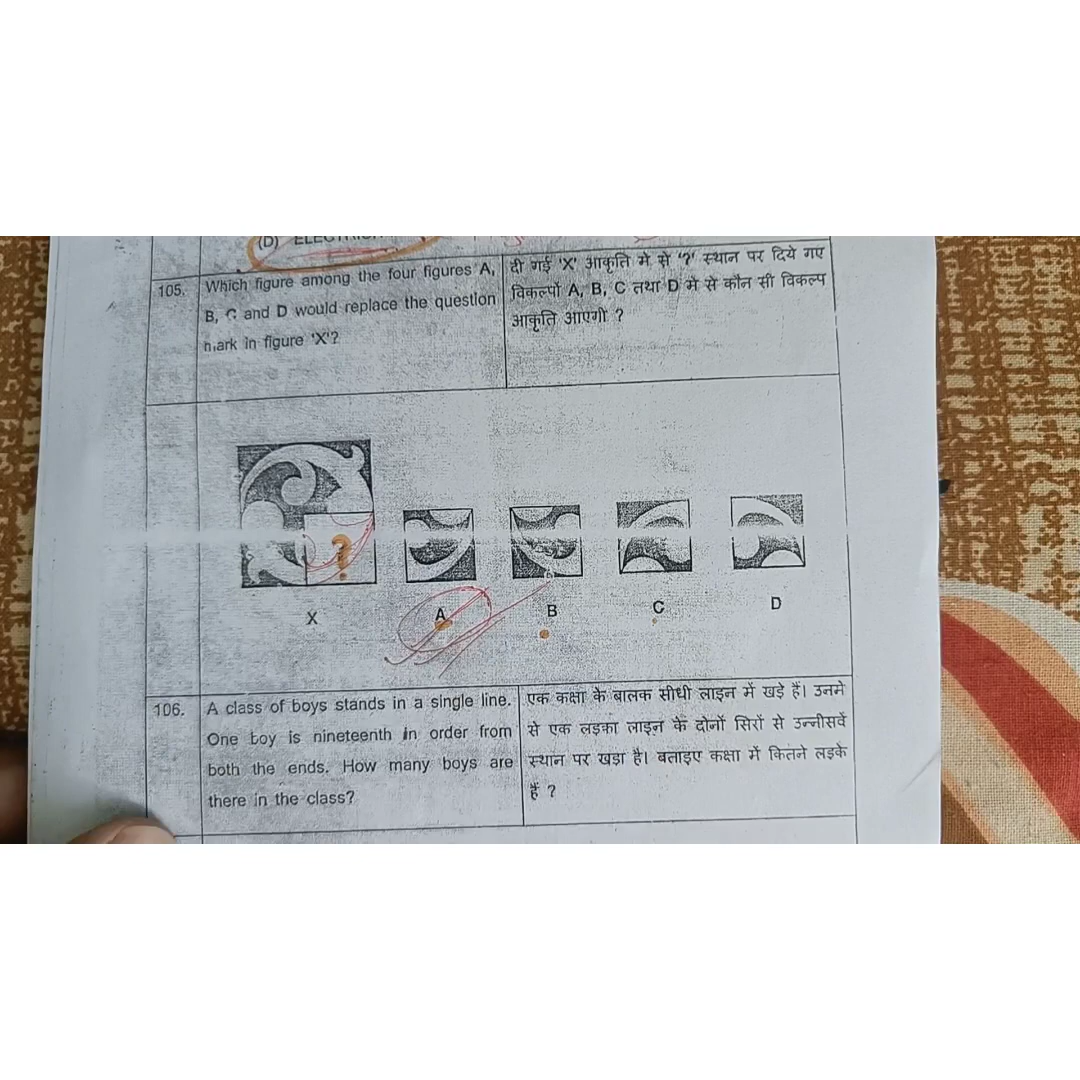 (D) ELECTRIC
105.
Which figure among the four figures A,
B, C and D would replace the question
mark in figure 'X'?
दी गई 'X' आकृति मे से '?' स्थान पर दिये गए
विकल्पों A, B, C तथा D मे से कौन सी विकल्प
आकृति आएगी ?
?
X
A
B
C
D
106.
A class of boys stands in a single line.
One boy is nineteenth in order from
both the ends. How many boys are
there in the class?
एक कक्षा के बालक सीधी लाइन में खड़े हैं। उनमे
से एक लड़का लाइन के दोनों सिरों से उन्नीसवें
स्थान पर खड़ा है। बताइए कक्षा में कितने लड़के
हैं ?